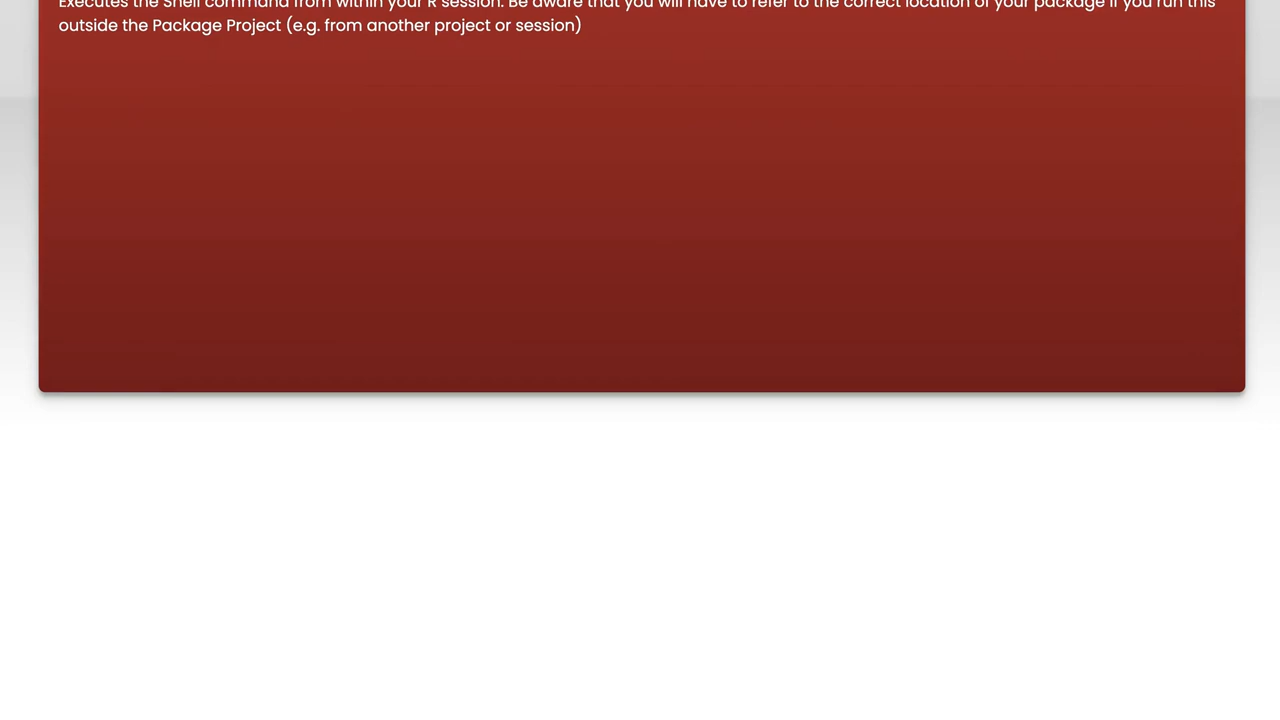 Executes the Shell command from within your R session. Be aware that you will have to refer to the correct location of your package if you run this
outside the Package Project (e.g. from another project or session)